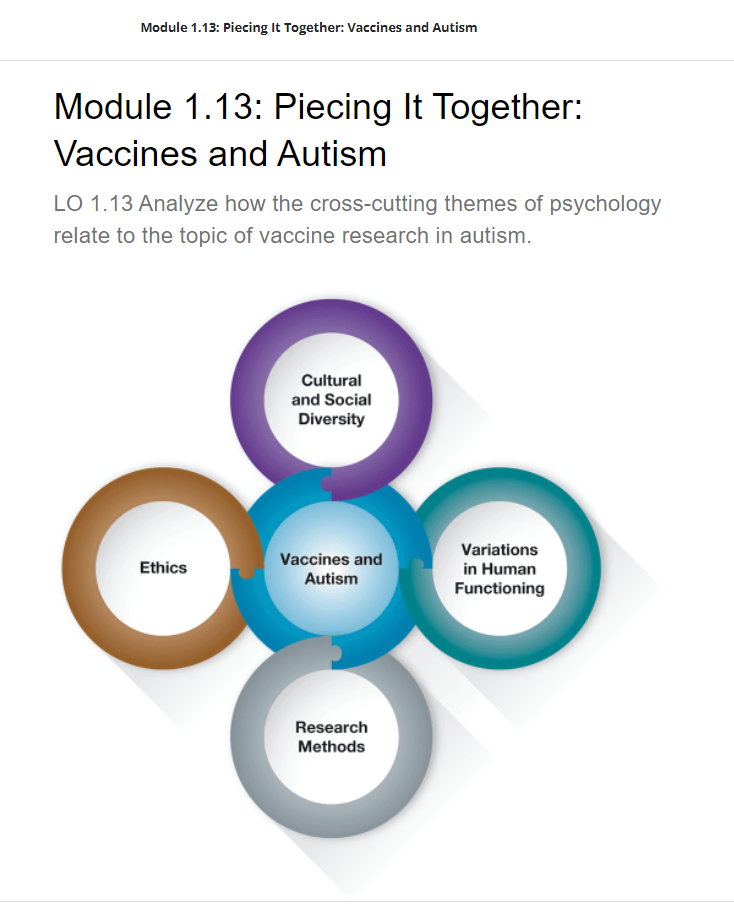 Module 1.13: Piecing It Together: Vaccines and Autism
Module 1.13: Piecing It Together:
Vaccines and Autism
LO 1.13 Analyze how the cross-cutting themes of psychology
relate to the topic of vaccine research in autism.
Cultural
and Social
Diversity
Ethics
Vaccines and
Autism
Variations
in Human
Functioning
Research
Methods